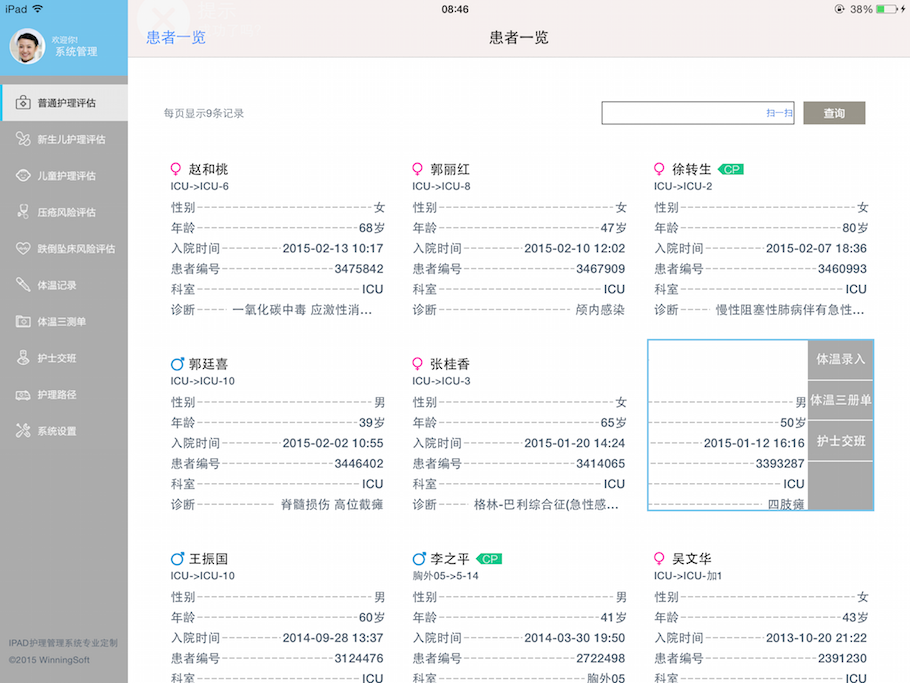 iPad
08:46
38%
欢迎你!
系统管理
患者一览
患者一览
普通护理评估
新生儿护理评估
儿童护理评估
压疮风险评估
跌倒坠床风险评估
体温记录
体温三测单
护士交班
护理路径
系统设置
IPAD护理管理系统专业定制
©2015 WinningSoft
每页显示9条记录
扫一扫
查询
赵和桃
ICU->ICU-6
性别 女
年龄 68岁
入院时间 2015-02-13 10:17
患者编号 3475842
科室 ICU
诊断 一氧化碳中毒 应激性消...
郭丽红
ICU->ICU-8
性别 女
年龄 47岁
入院时间 2015-02-10 12:02
患者编号 3467909
科室 ICU
诊断 颅内感染
徐转生 CP
ICU->ICU-2
性别 女
年龄 80岁
入院时间 2015-02-07 18:36
患者编号 3460993
科室 ICU
诊断 慢性阻塞性肺病伴有急性...
郭廷喜
ICU->ICU-10
性别 男
年龄 39岁
入院时间 2015-02-02 10:55
患者编号 3446402
科室 ICU
诊断 脊髓损伤 高位截瘫
张桂香
ICU->ICU-3
性别 女
年龄 65岁
入院时间 2015-01-20 14:24
患者编号 3414065
科室 ICU
诊断 格林-巴利综合征(急性感...
男
50岁
2015-01-12 16:16
3393287
ICU
四肢瘫
体温录入
体温三册单
护士交班
王振国
ICU->ICU-10
性别 男
年龄 60岁
入院时间 2014-09-28 13:37
患者编号 3124476
科室 ICU
李之平 CP
胸外05->5-14
性别 男
年龄 41岁
入院时间 2014-03-30 19:50
患者编号 2722498
科室 胸外05
吴文华
ICU->ICU-加1
性别 女
年龄 43岁
入院时间 2013-10-20 21:22
患者编号 2391230
科室 ICU